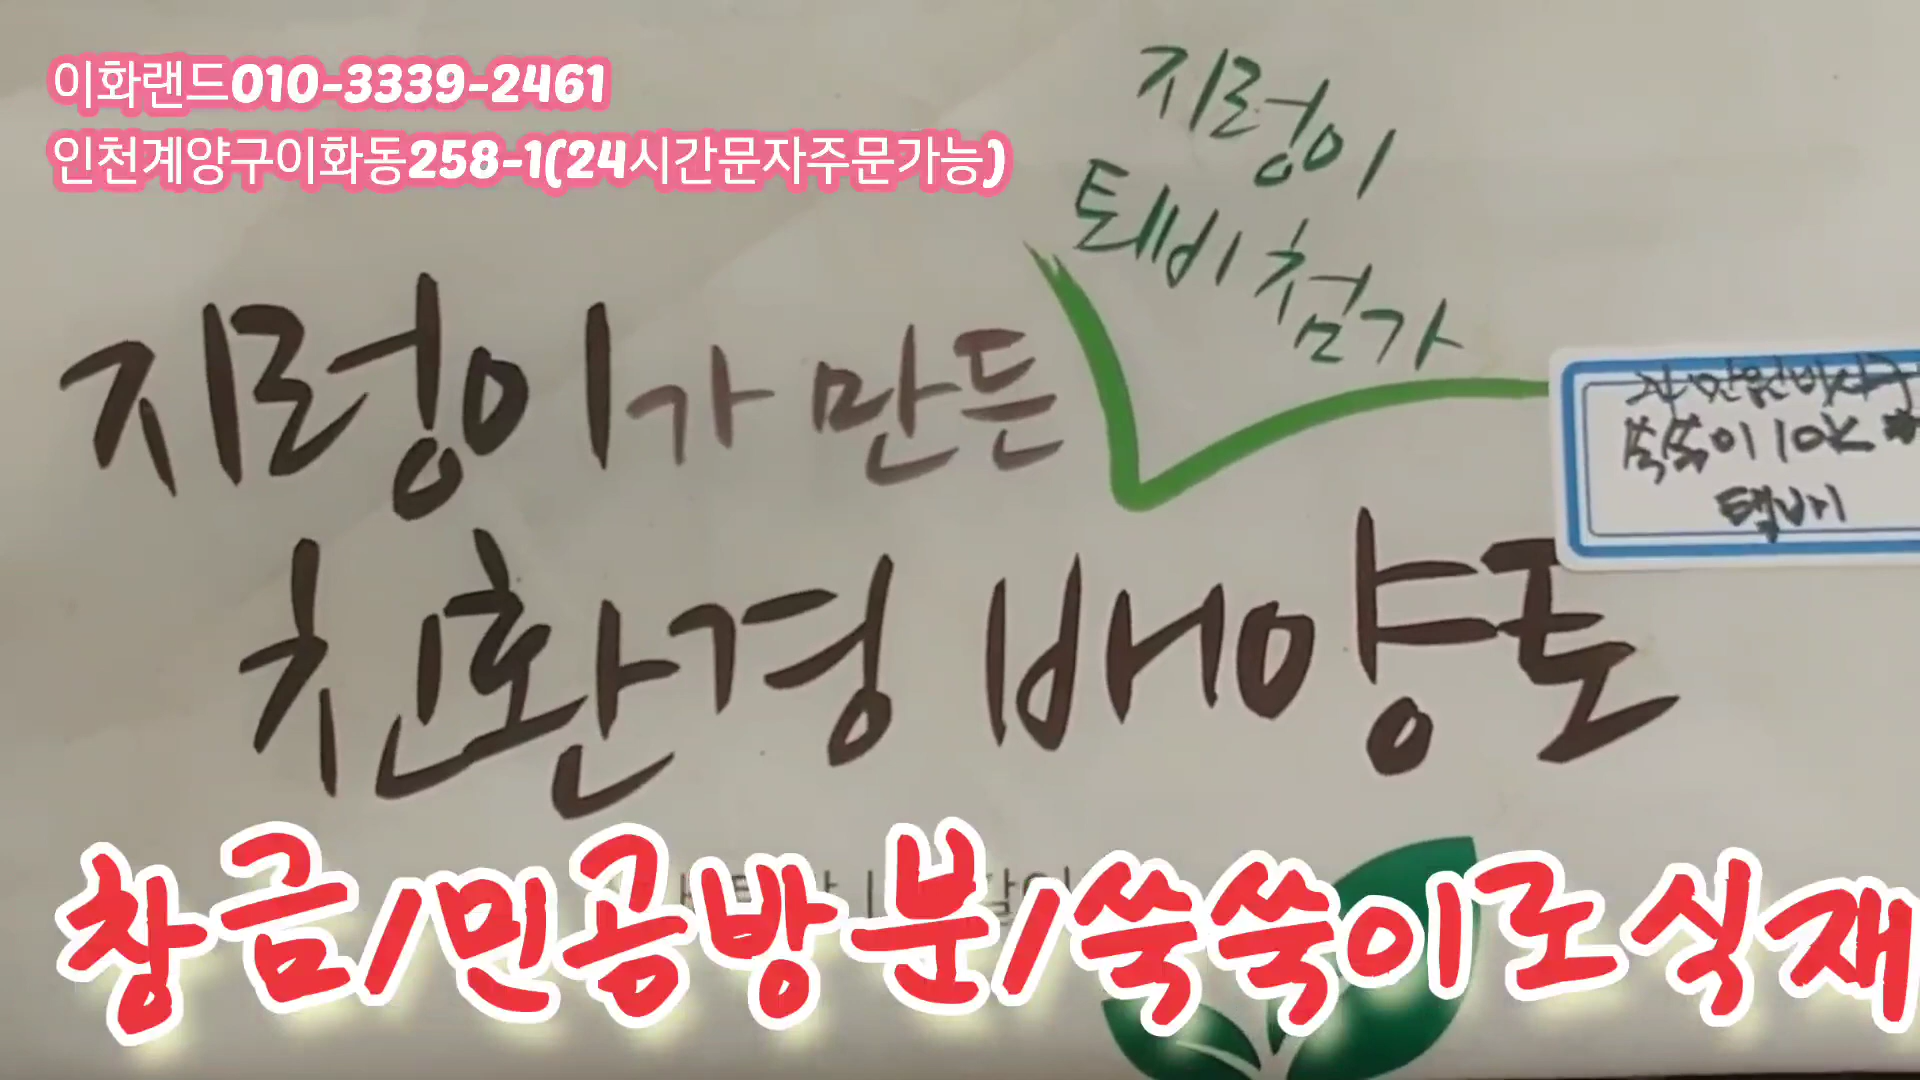 이화랜드010-3339-2461
인천계양구이화동258-1(24시간문자주문가능)
지렁이
퇴비 첨가
지렁이가 만든
친환경 배양토
쑥쑥이 10K
택배
창금/민공방 분/쑥쑥이로 식재